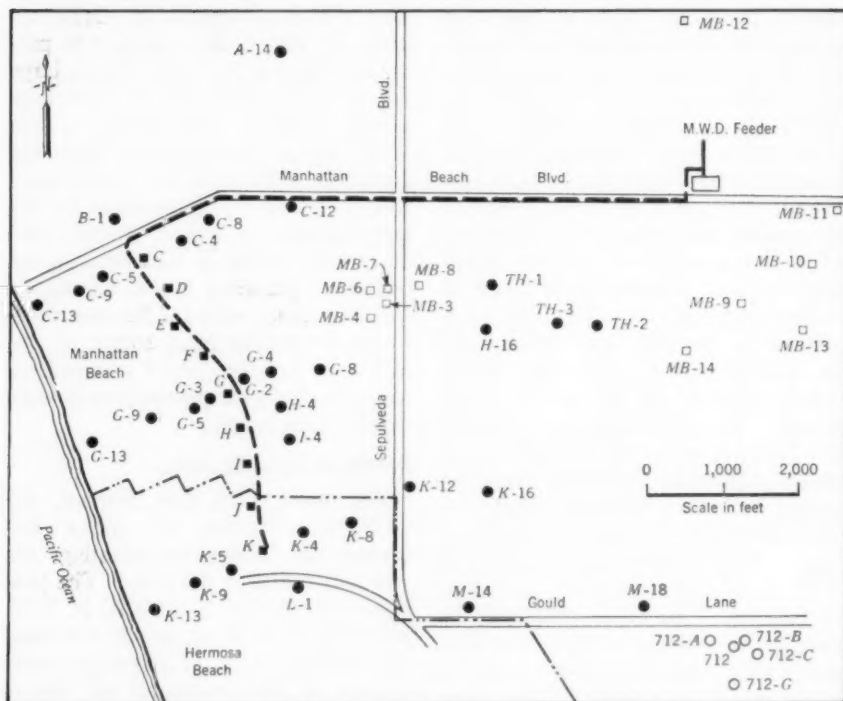 MB-12
A-14
N
Blvd.
M.W.D. Feeder
Manhattan
Beach
Blvd.
B-1
C-8
C-12
MB-11
C-4
C
MB-7
MB-8
TH-1
MB-10
C-5
D
MB-6
C-9
MB-3
MB-9
C-13
MB-4
TH-3
TH-2
E
H-16
MB-13
Manhattan
Beach
F
G-4
G-8
MB-14
G
G-2
G-3
H-4
G-9
G-5
H
I-4
G-13
Sepulveda
I
0
1,000
2,000
Scale in feet
K-12
K-16
J
Pacific Ocean
K
K-4
K-8
K-5
K-9
L-1
K-13
M-14
M-18
Gould
Lane
Hermosa
Beach
712-A
712-B
712
712-C
712-G